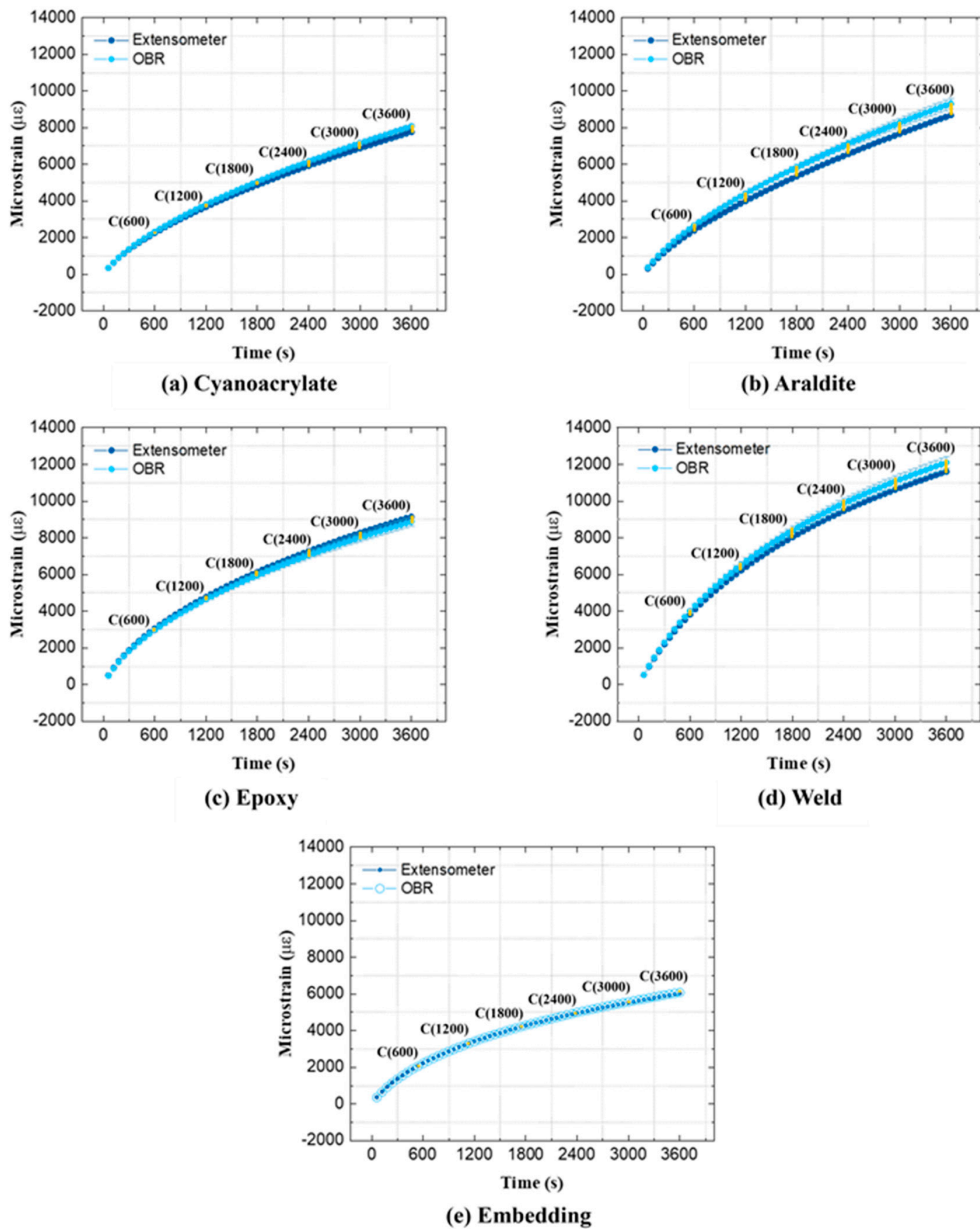 14000
12000
10000
8000
6000
4000
2000
0
-2000
Microstrain (με)
Extensometer
OBR
C(600)
C(1200)
C(1800)
C(2400)
C(3000)
C(3600)
0 600 1200 1800 2400 3000 3600
Time (s)
(a) Cyanoacrylate
14000
12000
10000
8000
6000
4000
2000
0
-2000
Microstrain (με)
Extensometer
OBR
C(600)
C(1200)
C(1800)
C(2400)
C(3000)
C(3600)
0 600 1200 1800 2400 3000 3600
Time (s)
(b) Araldite
14000
12000
10000
8000
6000
4000
2000
0
-2000
Microstrain (με)
Extensometer
OBR
C(600)
C(1200)
C(1800)
C(2400)
C(3000)
C(3600)
0 600 1200 1800 2400 3000 3600
Time (s)
(c) Epoxy
14000
12000
10000
8000
6000
4000
2000
0
-2000
Microstrain (με)
Extensometer
OBR
C(600)
C(1200)
C(1800)
C(2400)
C(3000)
C(3600)
0 600 1200 1800 2400 3000 3600
Time (s)
(d) Weld
14000
12000
10000
8000
6000
4000
2000
0
-2000
Microstrain (με)
Extensometer
OBR
C(600)
C(1200)
C(1800)
C(2400)
C(3000)
C(3600)
0 600 1200 1800 2400 3000 3600
Time (s)
(e) Embedding